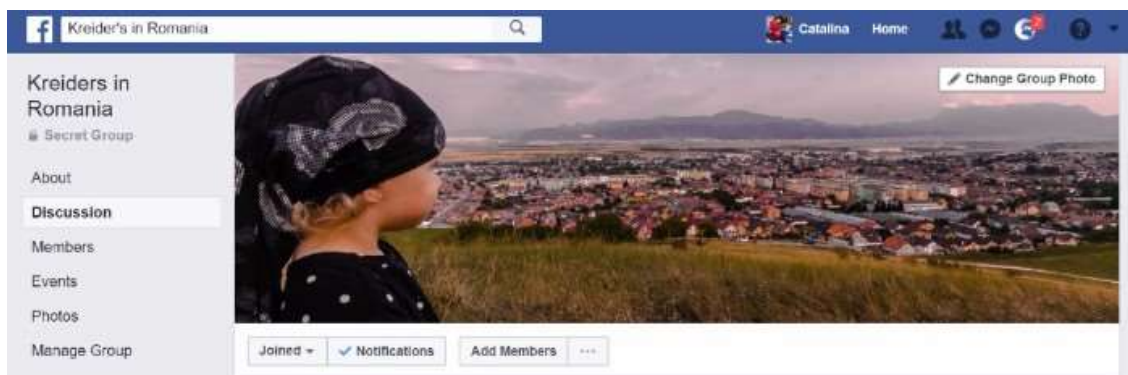 f Kreider's in Romania Catalina Home
Kreiders in
Romania
Secret Group
Change Group Photo
About
Discussion
Members
Events
Photos
Manage Group
Joined Notifications Add Members ...